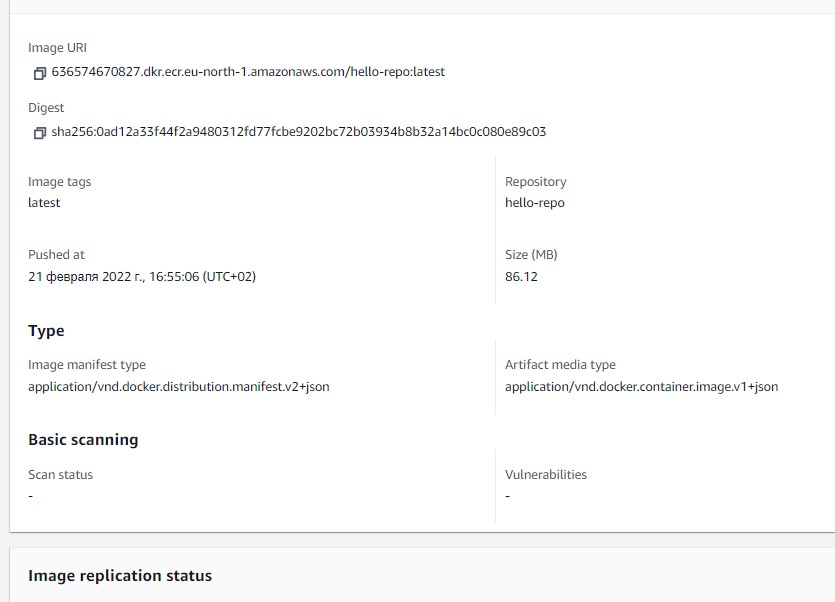 Image URI
636574670827.dkr.ecr.eu-north-1.amazonaws.com/hello-repo:latest
Digest
sha256:0ad12a33f44f2a9480312fd77fcbe9202bc72b03934b8b32a14bc0c080e89c03
Image tags
latest
Repository
hello-repo
Pushed at
21 февраля 2022 г., 16:55:06 (UTC+02)
Size (MB)
86.12
Type
Image manifest type
application/vnd.docker.distribution.manifest.v2+json
Artifact media type
application/vnd.docker.container.image.v1+json
Basic scanning
Scan status
-
Vulnerabilities
-
Image replication status